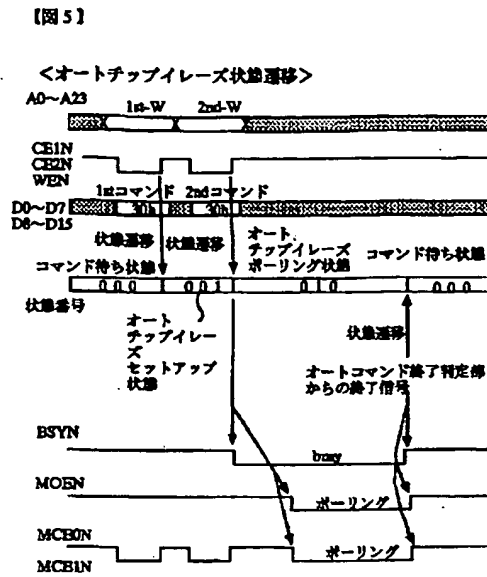 【図5】
<オートチップイレーズ状態遷移>
A0〜A23
1st-W 2nd-W
CE1N
CE2N
WEN
1stコマンド 2ndコマンド
D0〜D7 30h 30h
D8〜D15
状態遷移 状態遷移
オート
チップイレーズ
ポーリング状態
コマンド待ち状態
コマンド待ち状態
000 001 010 000
状態番号
オート
チップイレー
ズ
セットアップ
状態
状態遷移
オートコマンド終了判定部
からの終了信号
BSYN busy
MOEN ポーリング
MCE0N ポーリング
MCE1N